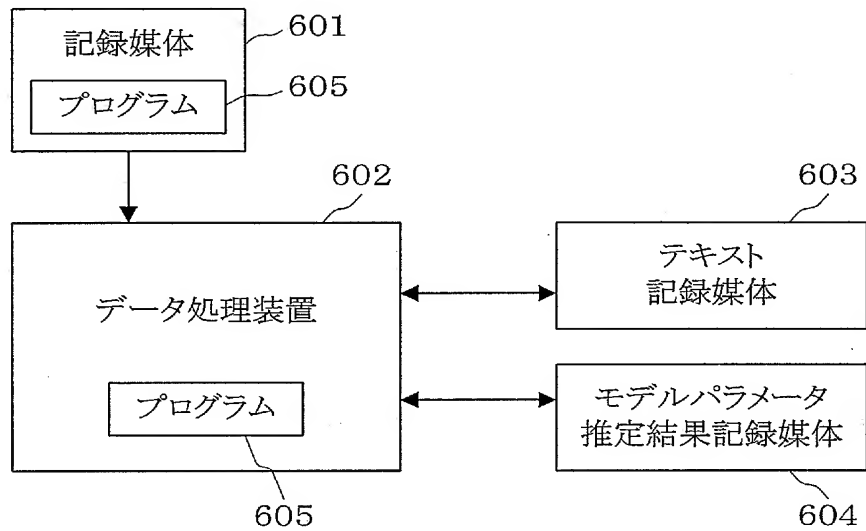 記録媒体
601
プログラム
605
602
データ処理装置
プログラム
605
603
テキスト
記録媒体
モデルパラメータ
推定結果記録媒体
604